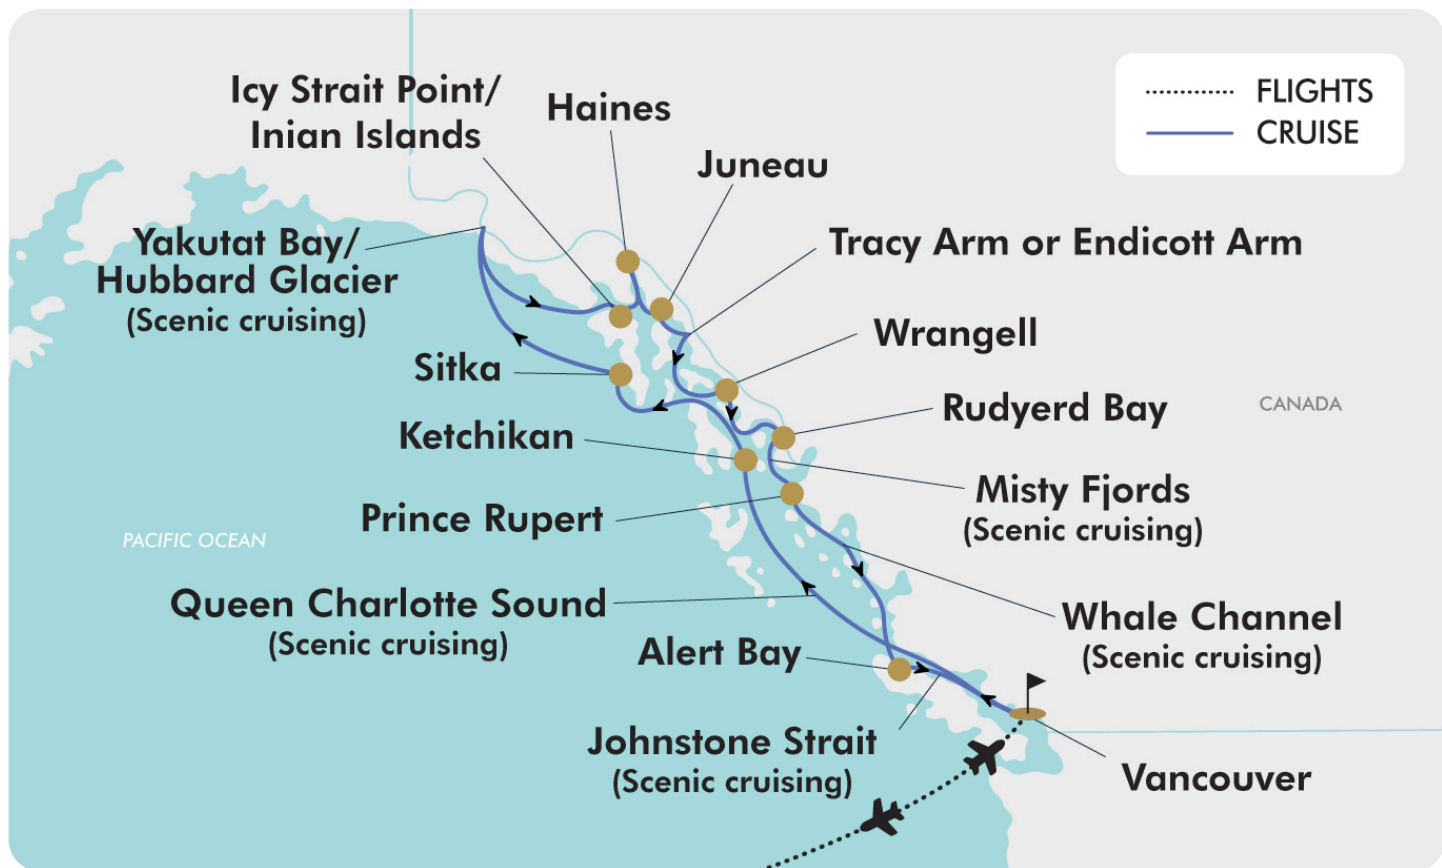 Icy Strait Point/
Inian Islands
Haines
Juneau
FLIGHTS
CRUISE
Yakutat Bay/
Hubbard Glacier
(Scenic cruising)
Tracy Arm or Endicott Arm
Wrangell
Sitka
Rudyerd Bay
CANADA
Ketchikan
Misty Fjords
(Scenic cruising)
Prince Rupert
PACIFIC OCEAN
Queen Charlotte Sound
(Scenic cruising)
Whale Channel
(Scenic cruising)
Alert Bay
Johnstone Strait
(Scenic cruising)
Vancouver